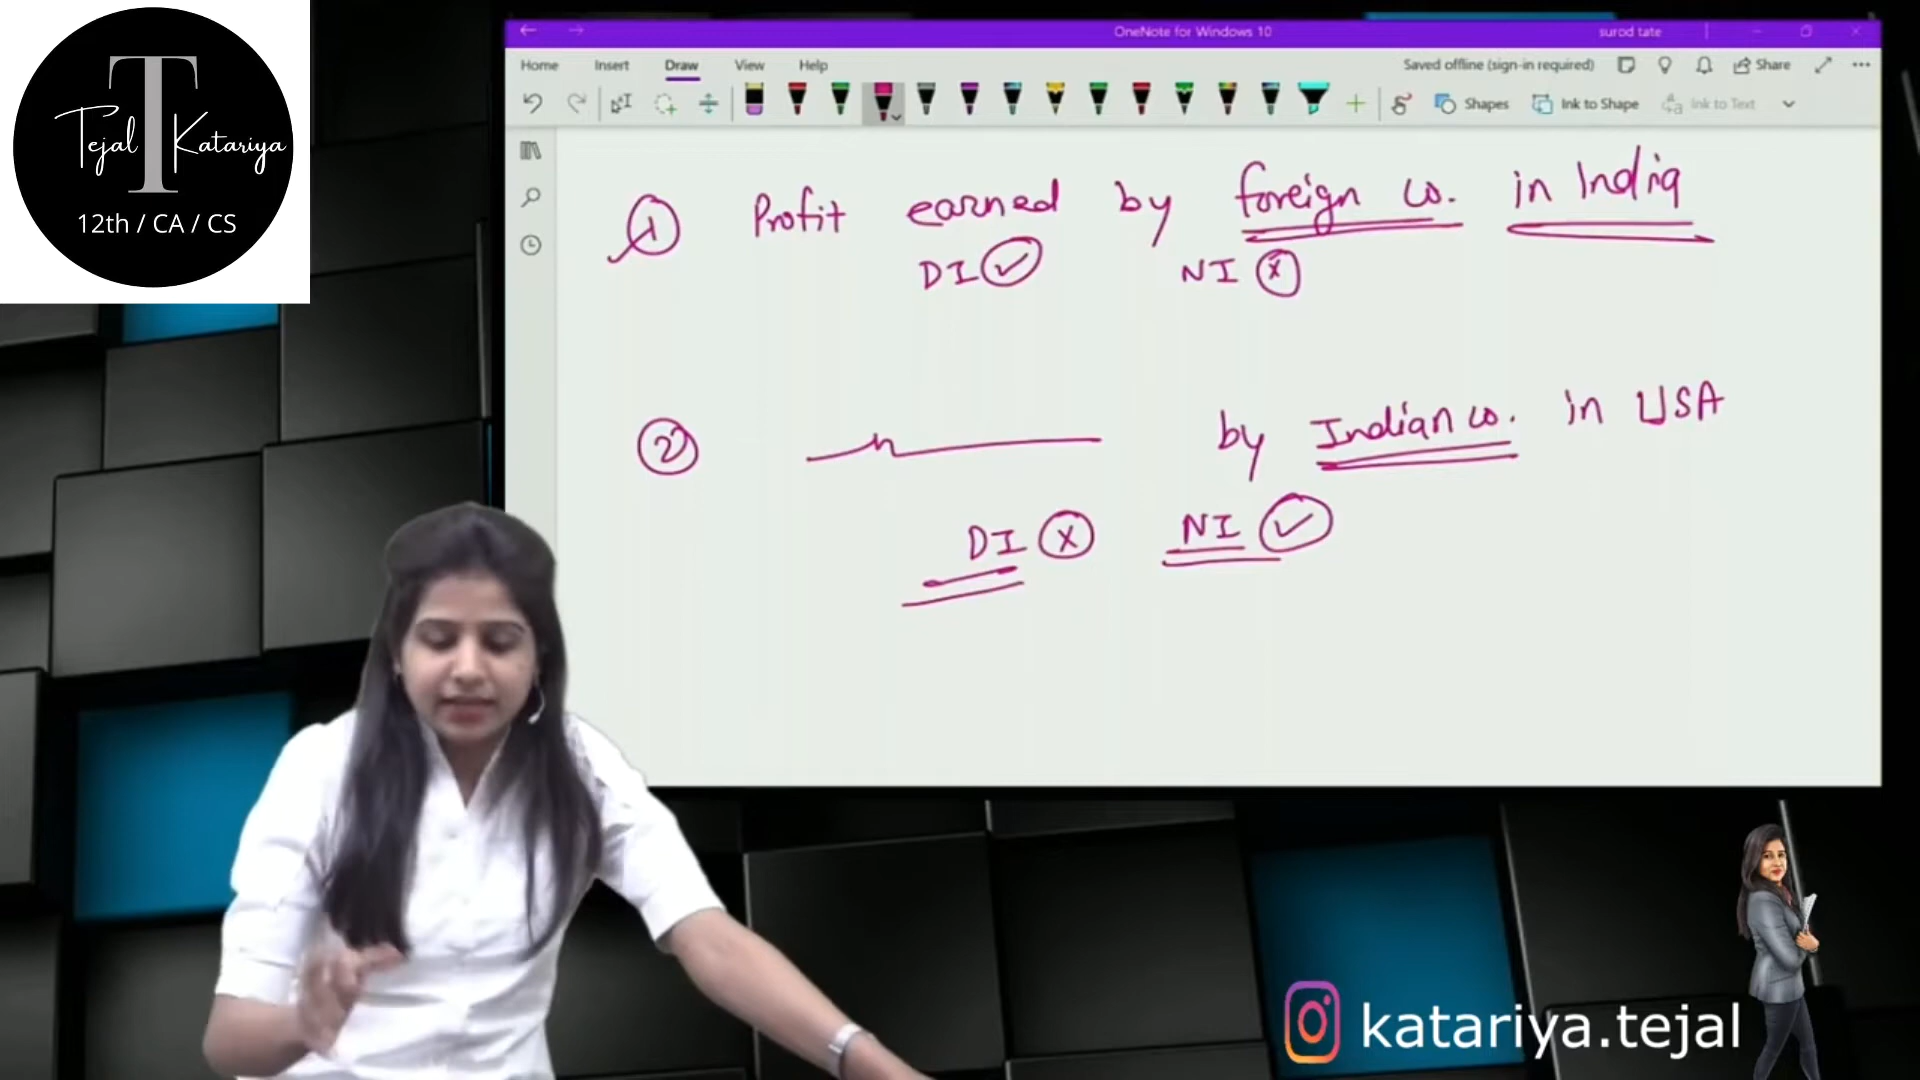 T
Tejal Katariya
12th / CA / CS
OneNote for Windows 10
surod tate
Home Insert Draw View Help
Saved offline (sign-in required) Share
Shapes Ink to Shape Ink to Text
1 Profit earned by foreign co. in India
DI ✓ NI x
2 by Indian co. in USA
DI x NI ✓
katariya.tejal